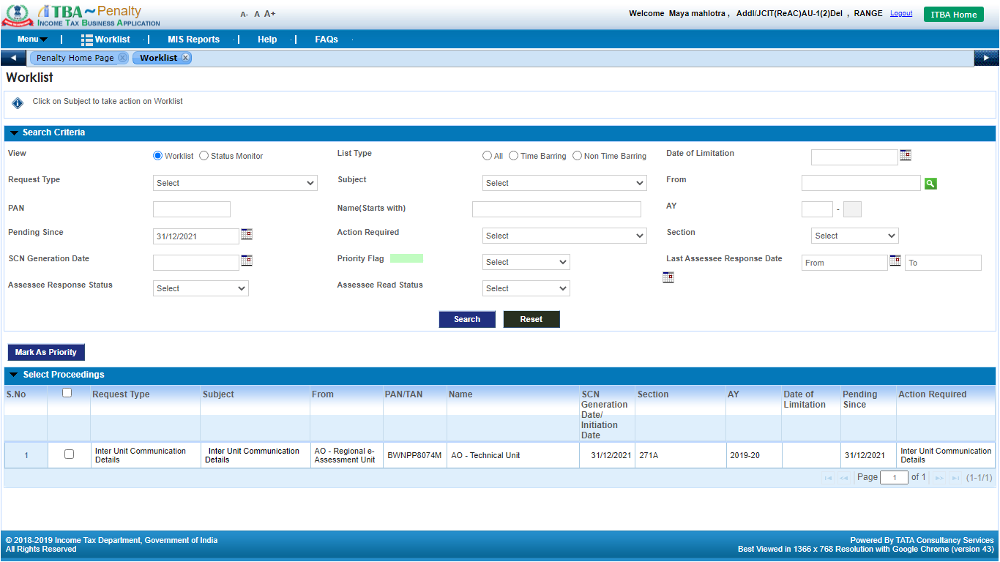 ITBA~Penalty
INCOME TAX BUSINESS APPLICATION
A- A A+
Welcome Maya mahlotra , Addl/JCIT(ReAC)AU-1(2)Del , RANGE Logout ITBA Home
Menu | Worklist | MIS Reports | Help | FAQs
Penalty Home Page Worklist
Worklist
Click on Subject to take action on Worklist
Search Criteria
View Worklist Status Monitor List Type All Time Barring Non Time Barring Date of Limitation
Request Type Select Subject Select From
PAN Name(Starts with) AY -
Pending Since 31/12/2021 Action Required Select Section Select
SCN Generation Date Priority Flag Select Last Assessee Response Date From To
Assessee Response Status Select Assessee Read Status Select
Search Reset
Mark As Priority
Select Proceedings
S.No Request Type Subject From PAN/TAN Name SCN Section AY Date of Pending Action Required
Generation Limitation Since
Date/
Initiation
Date
1 Inter Unit Communication Inter Unit Communication AO - Regional e- BWNPP8074M AO - Technical Unit 31/12/2021 271A 2019-20 31/12/2021 Inter Unit Communication
Details Details Assessment Unit Details
Page 1 of 1 (1-1/1)
© 2018-2019 Income Tax Department, Government of India Powered By TATA Consultancy Services
All Rights Reserved Best Viewed in 1366 x 768 Resolution with Google Chrome (version 43)